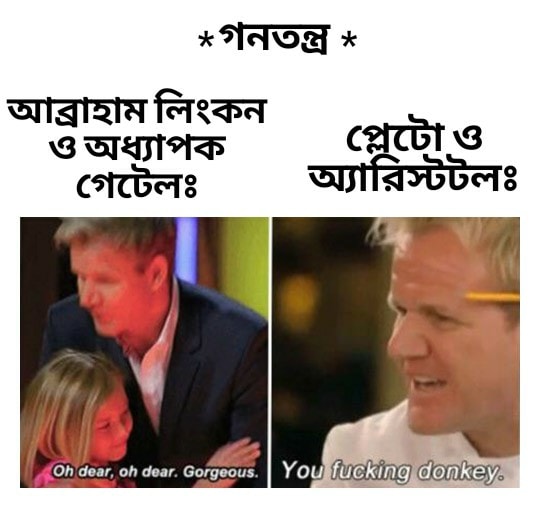 *গনতন্ত্র *
আব্রাহাম লিংকন
ও অধ্যাপক
গেটেলঃ
প্লেটো ও
অ্যারিস্টটলঃ
Oh dear, oh dear. Gorgeous.
You fucking donkey.